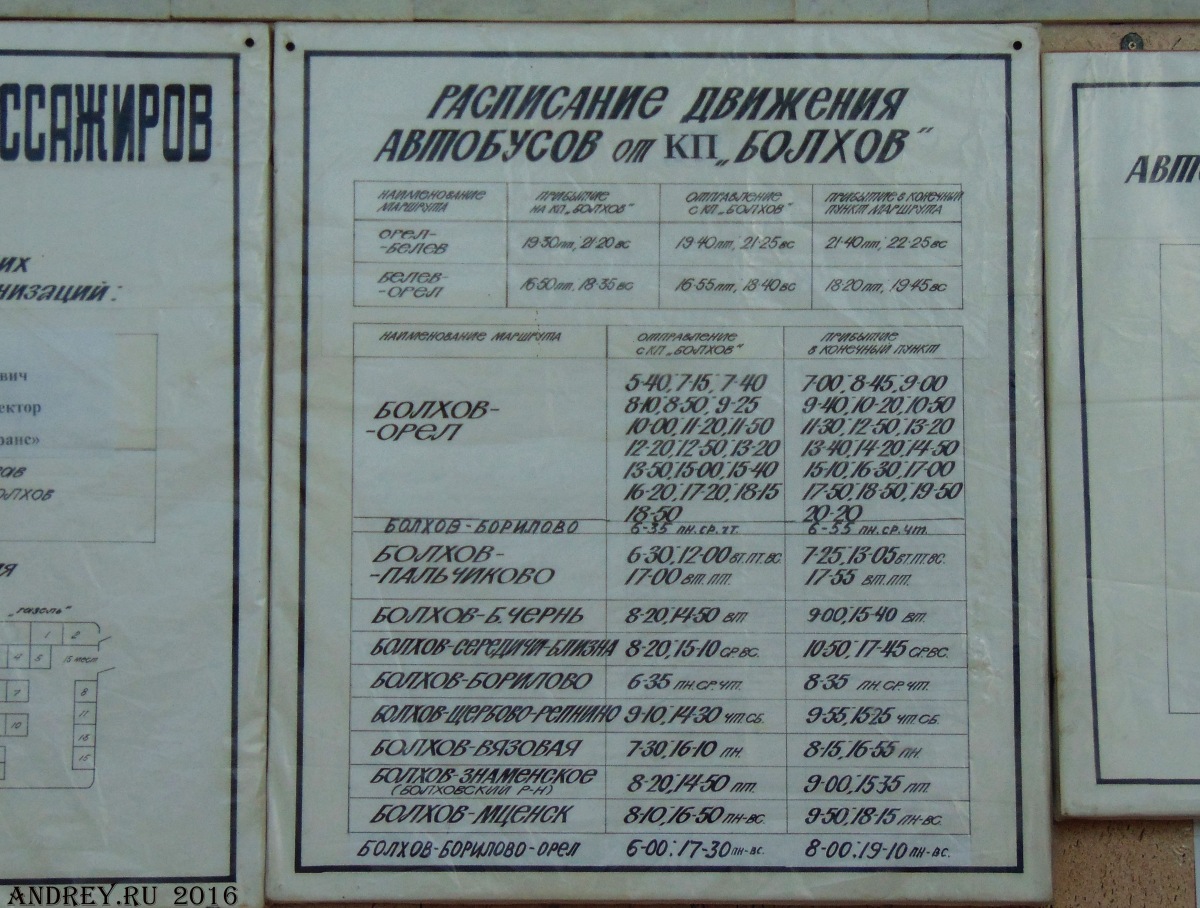 ССАЖИРОВ
ИХ
НИЗАЦИЙ:
вич
ектор
ранс»
ЛХОВ
"ГАЗЕЛЬ"
1 2
4 5 15 МЕСТ
7 8
10
РАСПИСАНИЕ ДВИЖЕНИЯ
АВТОБУСОВ от КП „БОЛХОВ"
НАИМЕНОВАНИЕ МАРШРУТА ПРИБЫТИЕ НА КП „БОЛХОВ" ОТПРАВЛЕНИЕ С КП „БОЛХОВ" ПРИБЫТИЕ В КОНЕЧНЫЙ ПУНКТ МАРШРУТА
ОРЕЛ-
-БЕЛЕВ 19-30 пт, 21-20 вс 19-40 пт, 21-25 вс 21-40 пт, 22-25 вс
БЕЛЕВ-
-ОРЕЛ 16-50 пт, 18-35 вс 16-55 пт, 18-40 вс 18-20 пт, 19-45 вс
НАИМЕНОВАНИЕ МАРШРУТА ОТПРАВЛЕНИЕ С КП „БОЛХОВ" ПРИБЫТИЕ В КОНЕЧНЫЙ ПУНКТ
БОЛХОВ-
-ОРЕЛ
5-40, 7-15, 7-40 7-00, 8-45, 9-00
8-10, 8-50, 9-25 9-40, 10-20, 10-50
10-00, 11-20, 11-50 11-30, 12-50, 13-20
12-20, 12-50, 13-20 13-40, 14-20, 14-50
13-50, 15-00, 15-40 15-10, 16-30, 17-00
16-20, 17-20, 18-15 17-50, 18-50, 19-50
18-50 20-20
БОЛХОВ-БОРИЛОВО 6-35 ПН.СР.ЧТ. 6-55 ПН.СР.ЧТ.
БОЛХОВ- 6-30, 12-00 ВТ.ПТ.ВС. 7-25, 13-05 ВТ.ПТ.ВС.
-ПАЛЬЧИКОВО 17-00 ВТ.ПТ. 17-55 ВТ.ПТ.
БОЛХОВ-Б.ЧЕРНЬ 8-20, 14-50 ВТ 9-00, 15-40 ВТ.
БОЛХОВ-СЕРЕДИЧИ-БЛИЗНА 8-20, 15-10 СР.ВС. 10-50, 17-45 СР.ВС.
БОЛХОВ-БОРИЛОВО 6-35 ПН.СР.ЧТ. 8-35 ПН.СР.ЧТ.
БОЛХОВ-ЩЕРБОВО-РЕПНИНО 9-10, 14-30 ЧТ.СБ. 9-55, 15-25 ЧТ.СБ.
БОЛХОВ-ВЯЗОВАЯ 7-30, 16-10 ПН. 8-15, 16-55 ПН.
БОЛХОВ-ЗНАМЕНСКОЕ 8-20, 14-50 ПТ. 9-00, 15-35 ПТ.
(БОЛХОВСКИЙ Р-Н)
БОЛХОВ-МЦЕНСК 8-10, 16-50 ПН-ВС. 9-50, 18-15 ПН-ВС.
БОЛХОВ-БОРИЛОВО-ОРЕЛ 6-00, 17-30 ПН-ВС. 8-00, 19-10 ПН-ВС.
ANDREY.RU 2016